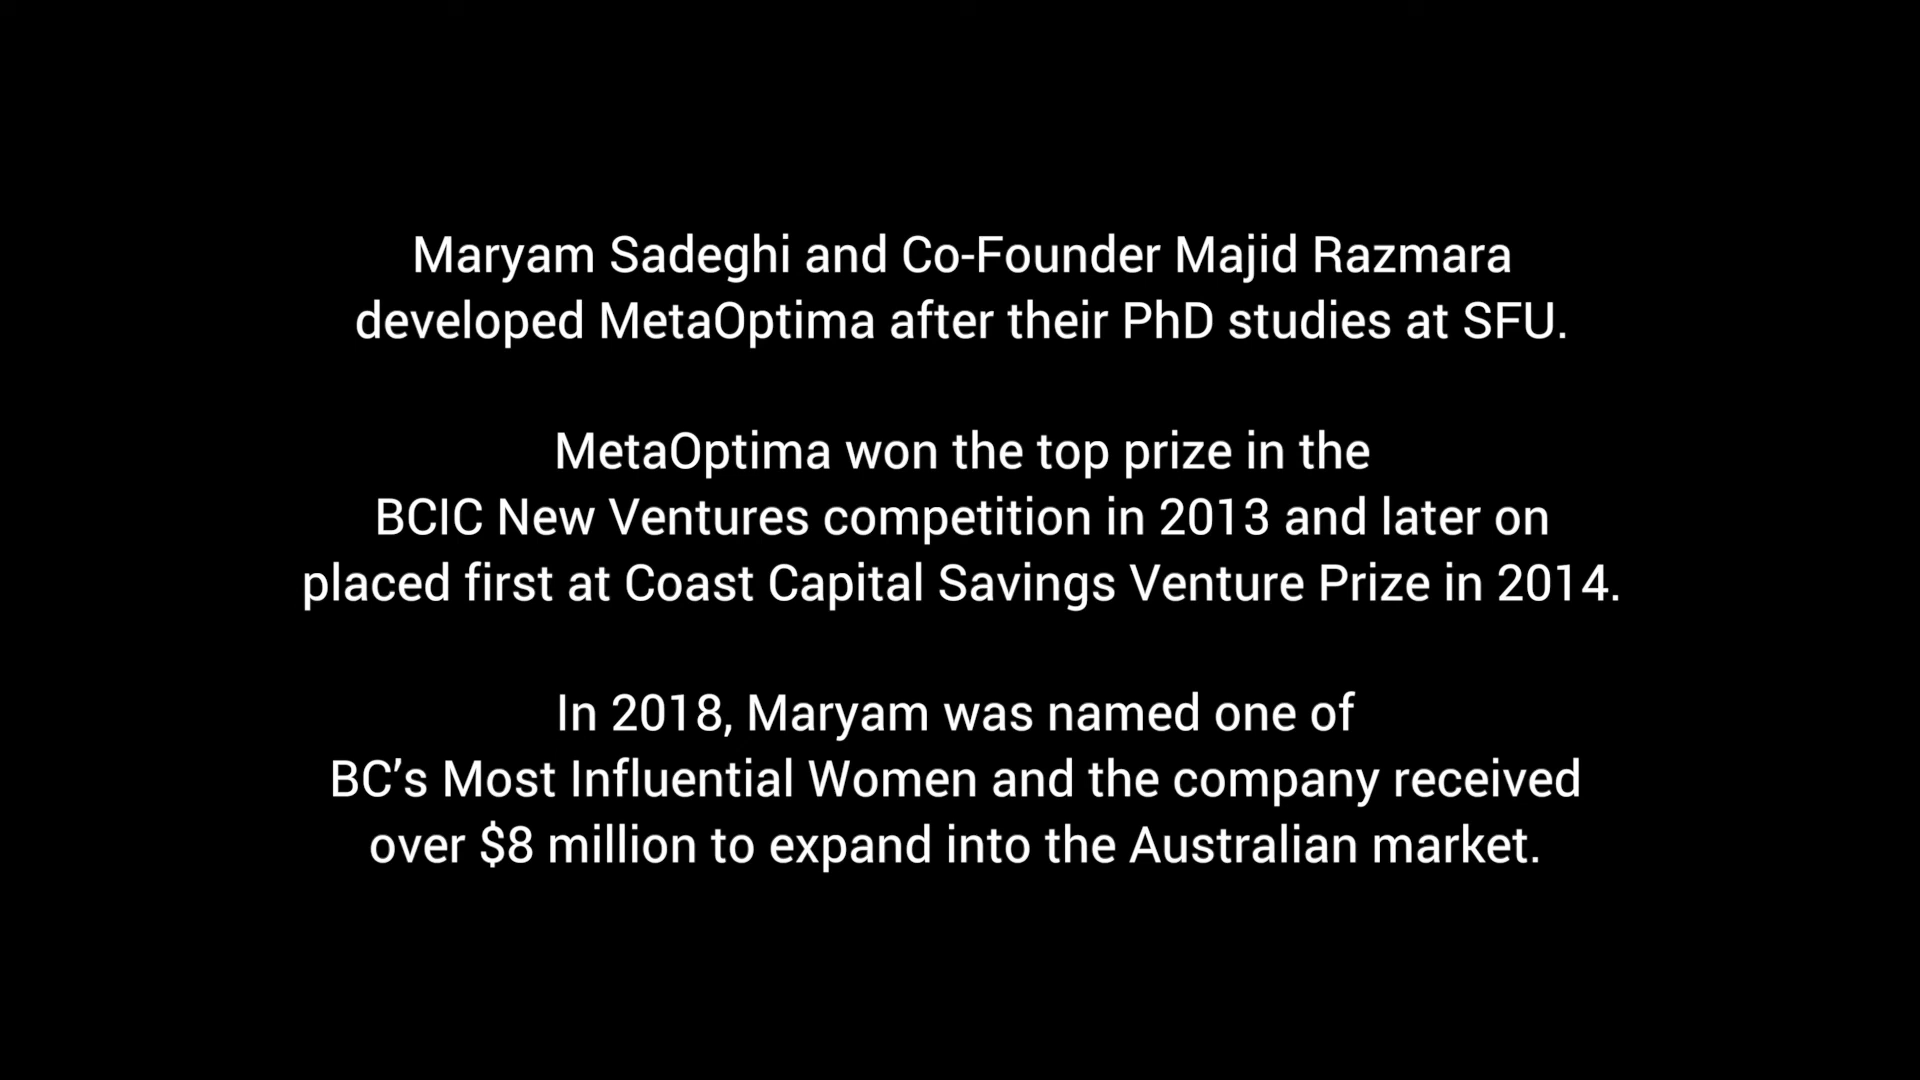 Maryam Sadeghi and Co-Founder Majid Razmara
developed MetaOptima after their PhD studies at SFU.
MetaOptima won the top prize in the
BCIC New Ventures competition in 2013 and later on
placed first at Coast Capital Savings Venture Prize in 2014.
In 2018, Maryam was named one of
BC’s Most Influential Women and the company received
over $8 million to expand into the Australian market.